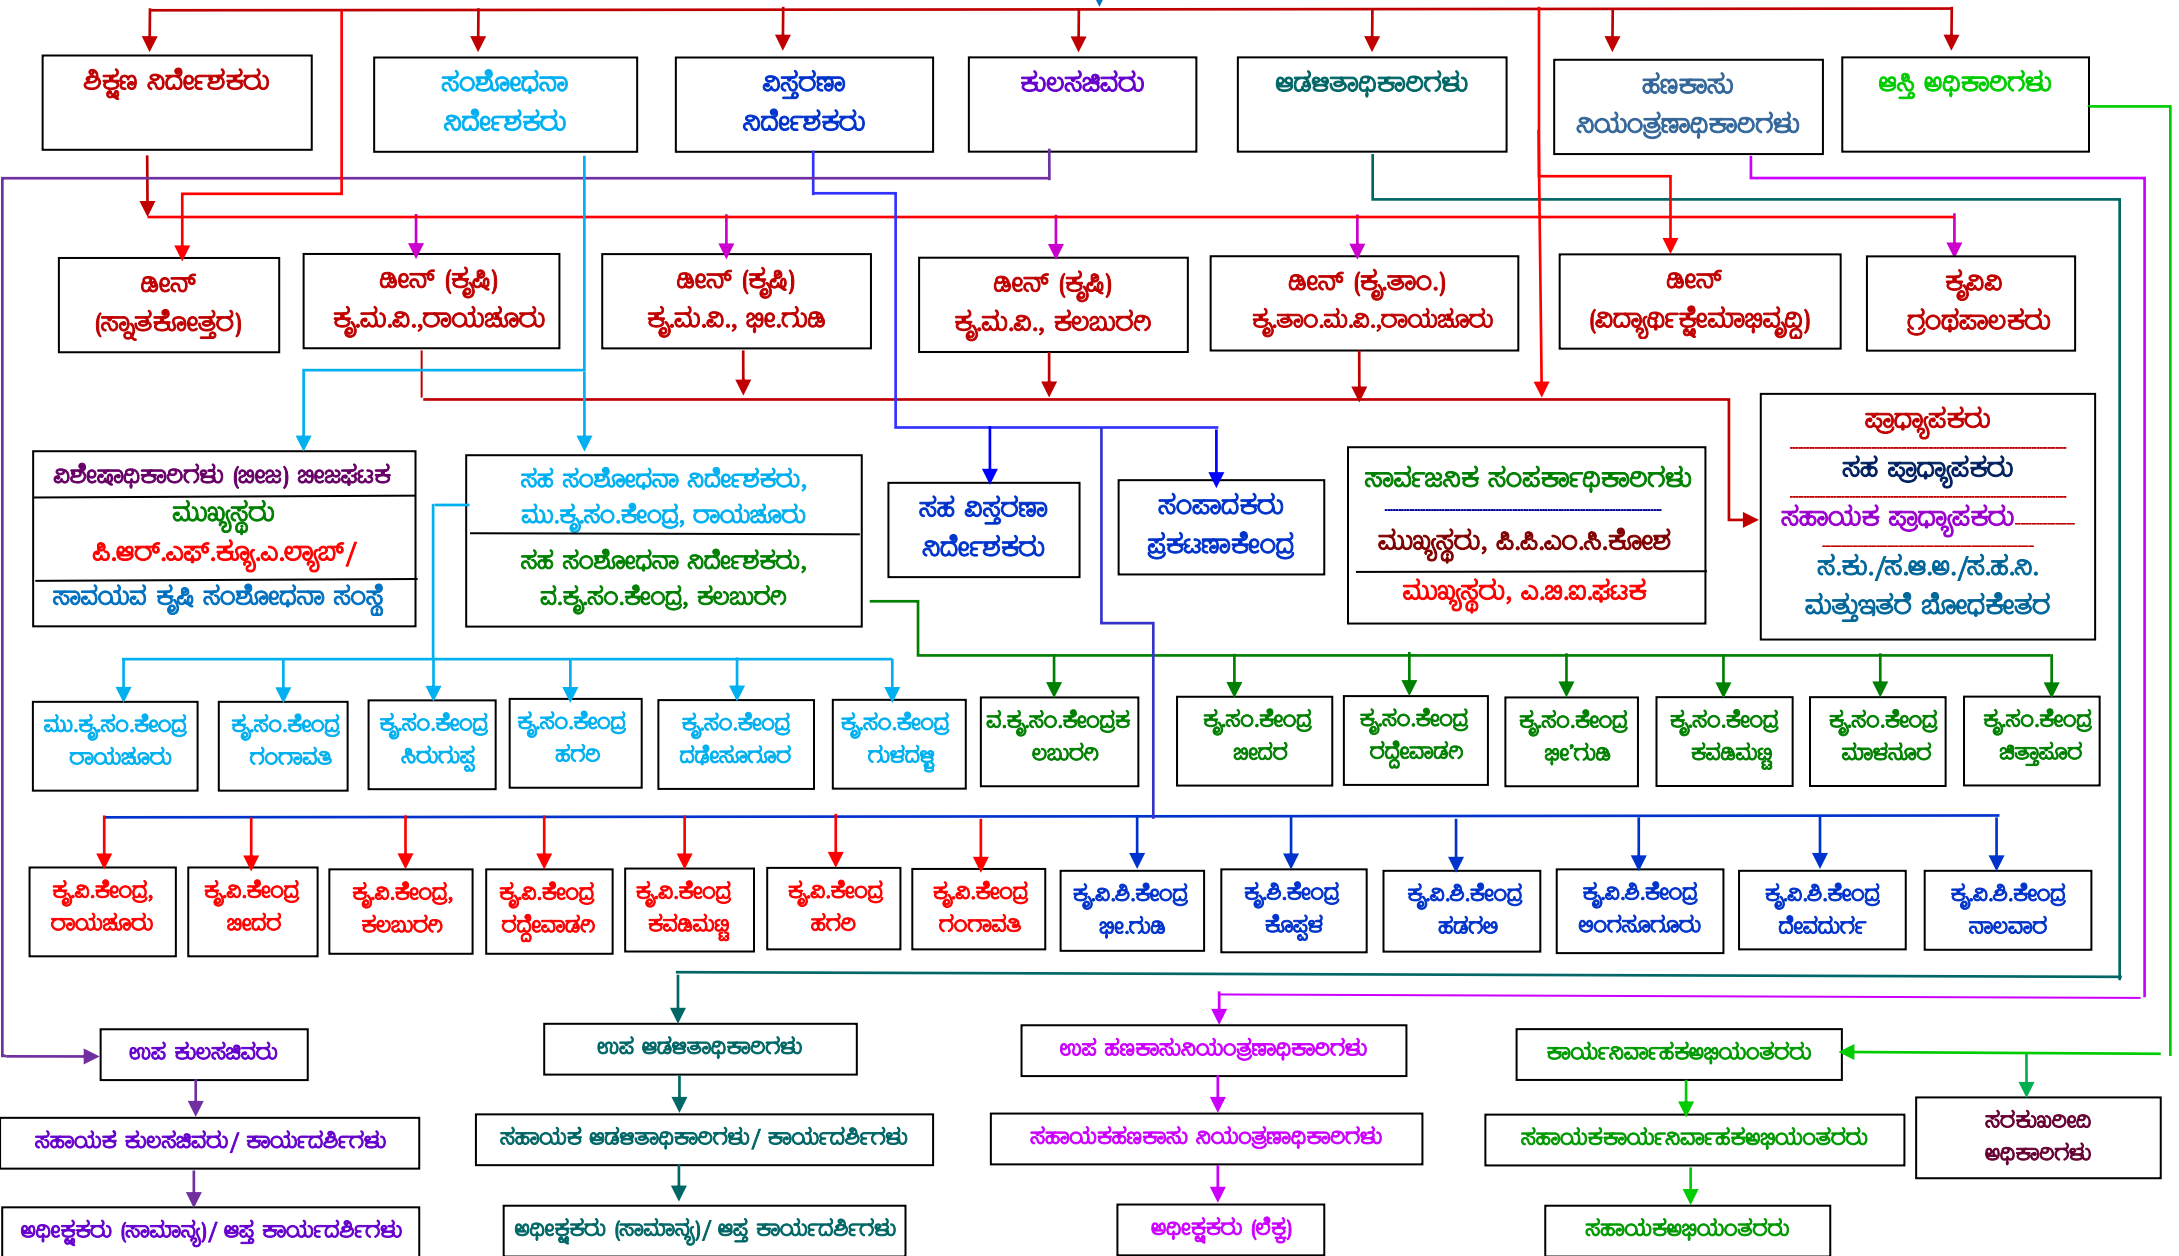 ಶಿಕ್ಷಣ ನಿರ್ದೇಶಕರು
ಸಂಶೋಧನಾ
ನಿರ್ದೇಶಕರು
ವಿಸ್ತರಣಾ
ನಿರ್ದೇಶಕರು
ಕುಲಸಚಿವರು
ಆಡಳಿತಾಧಿಕಾರಿಗಳು
ಹಣಕಾಸು
ನಿಯಂತ್ರಣಾಧಿಕಾರಿಗಳು
ಆಸ್ತಿ ಅಧಿಕಾರಿಗಳು
ಡೀನ್
(ಸ್ನಾತಕೋತ್ತರ)
ಡೀನ್ (ಕೃಷಿ)
ಕೃ.ಮ.ವಿ.,ರಾಯಚೂರು
ಡೀನ್ (ಕೃಷಿ)
ಕೃ.ಮ.ವಿ., ಭೀ.ಗುಡಿ
ಡೀನ್ (ಕೃಷಿ)
ಕೃ.ಮ.ವಿ., ಕಲಬುರಗಿ
ಡೀನ್ (ಕೃ.ತಾಂ.)
ಕೃ.ತಾಂ.ಮ.ವಿ.,ರಾಯಚೂರು
ಡೀನ್
(ವಿದ್ಯಾರ್ಥಿಕ್ಷೇಮಾಭಿವೃದ್ದಿ)
ಕೃವಿವಿ
ಗ್ರಂಥಪಾಲಕರು
ವಿಶೇಷಾಧಿಕಾರಿಗಳು (ಬೀಜ) ಬೀಜಘಟಕ
ಮುಖ್ಯಸ್ಥರು
ಪಿ.ಆರ್.ಎಫ್.ಕ್ಯೂ.ಎ.ಲ್ಯಾಬ್/
ಸಾವಯವ ಕೃಷಿ ಸಂಶೋಧನಾ ಸಂಸ್ಥೆ
ಸಹ ಸಂಶೋಧನಾ ನಿರ್ದೇಶಕರು,
ಮು.ಕೃ.ಸಂ.ಕೇಂದ್ರ, ರಾಯಚೂರು
ಸಹ ಸಂಶೋಧನಾ ನಿರ್ದೇಶಕರು,
ವ.ಕೃ.ಸಂ.ಕೇಂದ್ರ, ಕಲಬುರಗಿ
ಸಹ ವಿಸ್ತರಣಾ
ನಿರ್ದೇಶಕರು
ಸಂಪಾದಕರು
ಪ್ರಕಟಣಾಕೇಂದ್ರ
ಸಾರ್ವಜನಿಕ ಸಂಪರ್ಕಾಧಿಕಾರಿಗಳು
ಮುಖ್ಯಸ್ಥರು, ಪಿ.ಪಿ.ಎಂ.ಸಿ.ಕೋಶ
ಮುಖ್ಯಸ್ಥರು, ಎ.ಬಿ.ಐ.ಘಟಕ
ಪ್ರಾಧ್ಯಾಪಕರು
ಸಹ ಪ್ರಾಧ್ಯಾಪಕರು
ಸಹಾಯಕ ಪ್ರಾಧ್ಯಾಪಕರು
ಸ.ಕು./ಸ.ಆ.ಅ./ಸ.ಹ.ನಿ.
ಮತ್ತುಇತರೆ ಬೋಧಕೇತರ
ಮು.ಕೃ.ಸಂ.ಕೇಂದ್ರ
ರಾಯಚೂರು
ಕೃ.ಸಂ.ಕೇಂದ್ರ
ಗಂಗಾವತಿ
ಕೃ.ಸಂ.ಕೇಂದ್ರ
ಸಿರುಗುಪ್ಪ
ಕೃ.ಸಂ.ಕೇಂದ್ರ
ಹಗರಿ
ಕೃ.ಸಂ.ಕೇಂದ್ರ
ದಢೇಸೂಗೂರ
ಕೃ.ಸಂ.ಕೇಂದ್ರ
ಗುಳದಳ್ಳಿ
ವ.ಕೃ.ಸಂ.ಕೇಂದ್ರಕ
ಲಬುರಗಿ
ಕೃ.ಸಂ.ಕೇಂದ್ರ
ಬೀದರ
ಕೃ.ಸಂ.ಕೇಂದ್ರ
ರದ್ದೇವಾಡಗಿ
ಕೃ.ಸಂ.ಕೇಂದ್ರ
ಭೀ'ಗುಡಿ
ಕೃ.ಸಂ.ಕೇಂದ್ರ
ಕವಡಿಮಟ್ಟಿ
ಕೃ.ಸಂ.ಕೇಂದ್ರ
ಮಾಳನೂರ
ಕೃ.ಸಂ.ಕೇಂದ್ರ
ಚಿತ್ತಾಪೂರ
ಕೃ.ವಿ.ಕೇಂದ್ರ,
ರಾಯಚೂರು
ಕೃ.ವಿ.ಕೇಂದ್ರ
ಬೀದರ
ಕೃ.ವಿ.ಕೇಂದ್ರ,
ಕಲಬುರಗಿ
ಕೃ.ವಿ.ಕೇಂದ್ರ
ರದ್ದೇವಾಡಗಿ
ಕೃ.ವಿ.ಕೇಂದ್ರ
ಕವಡಿಮಟ್ಟಿ
ಕೃ.ವಿ.ಕೇಂದ್ರ
ಹಗರಿ
ಕೃ.ವಿ.ಕೇಂದ್ರ
ಗಂಗಾವತಿ
ಕೃ.ವಿ.ಶಿ.ಕೇಂದ್ರ
ಭೀ.ಗುಡಿ
ಕೃ.ಶಿ.ಕೇಂದ್ರ
ಕೊಪ್ಪಳ
ಕೃ.ವಿ.ಶಿ.ಕೇಂದ್ರ
ಹಡಗಲಿ
ಕೃ.ವಿ.ಶಿ.ಕೇಂದ್ರ
ಲಿಂಗಸೂಗೂರು
ಕೃ.ವಿ.ಶಿ.ಕೇಂದ್ರ
ದೇವದುರ್ಗ
ಕೃ.ವಿ.ಶಿ.ಕೇಂದ್ರ
ನಾಲವಾರ
ಉಪ ಕುಲಸಚಿವರು
ಉಪ ಆಡಳಿತಾಧಿಕಾರಿಗಳು
ಉಪ ಹಣಕಾಸುನಿಯಂತ್ರಣಾಧಿಕಾರಿಗಳು
ಕಾರ್ಯನಿರ್ವಾಹಕಅಭಿಯಂತರರು
ಸಹಾಯಕ ಕುಲಸಚಿವರು/ ಕಾರ್ಯದರ್ಶಿಗಳು
ಸಹಾಯಕ ಆಡಳಿತಾಧಿಕಾರಿಗಳು/ ಕಾರ್ಯದರ್ಶಿಗಳು
ಸಹಾಯಕಹಣಕಾಸು ನಿಯಂತ್ರಣಾಧಿಕಾರಿಗಳು
ಸಹಾಯಕಕಾರ್ಯನಿರ್ವಾಹಕಅಭಿಯಂತರರು
ಸರಕುಖರೀದಿ
ಅಧಿಕಾರಿಗಳು
ಅಧೀಕ್ಷಕರು (ಸಾಮಾನ್ಯ)/ ಆಪ್ತ ಕಾರ್ಯದರ್ಶಿಗಳು
ಅಧೀಕ್ಷಕರು (ಸಾಮಾನ್ಯ)/ ಆಪ್ತ ಕಾರ್ಯದರ್ಶಿಗಳು
ಅಧೀಕ್ಷಕರು (ಲೆಕ್ಕ)
ಸಹಾಯಕಅಭಿಯಂತರರು